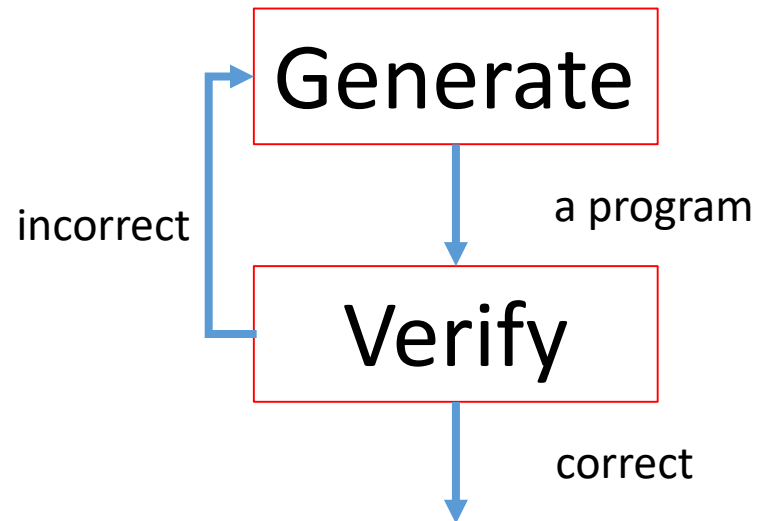 Generate
a program
incorrect
Verify
correct